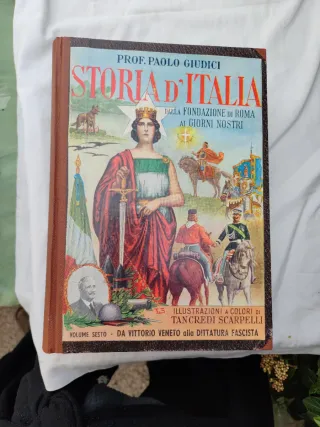 PROF. PAOLO GIUDICI
STORIA D'ITALIA
DALLA FONDAZIONE DI ROMA
AI GIORNI NOSTRI
ILLUSTRAZIONI A COLORI DI
TANCREDI SCARPELLI
VOLUME SESTO - DA VITTORIO VENETO alla DITTATURA FASCISTA